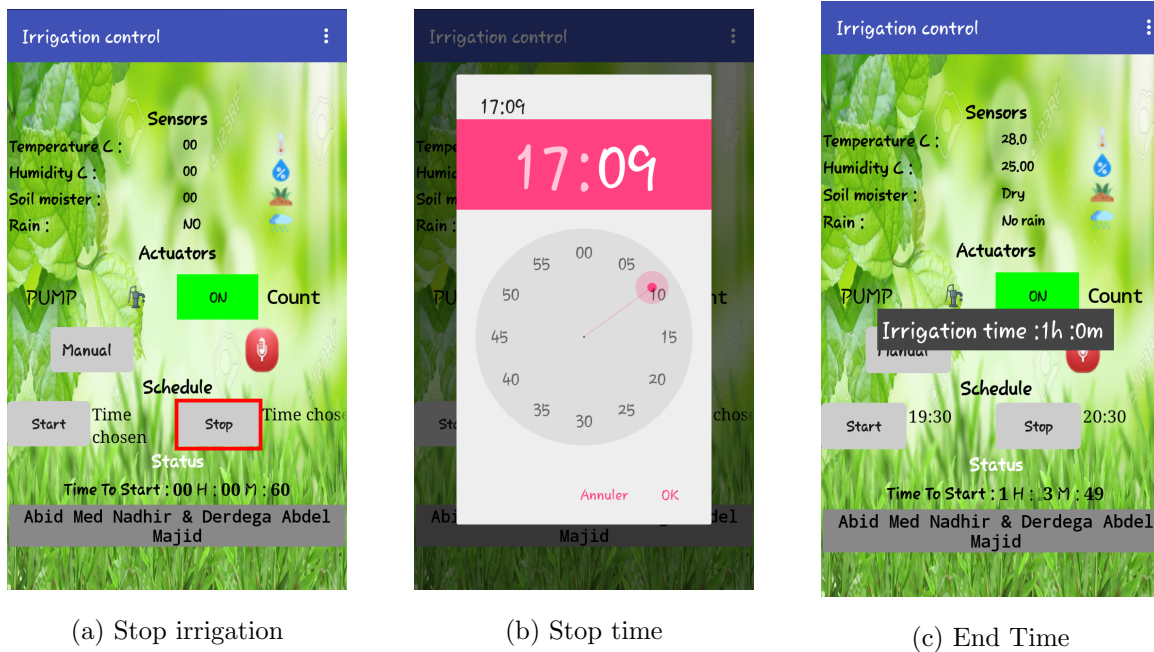 Irrigation control
Sensors
Temperature C : 00
Humidity C : 00
Soil moister : 00
Rain : NO
Actuators
PUMP ON Count
Manual
Schedule
Start Time chosen Stop Time chose
Status
Time To Start : 00 H : 00 M : 60
Abid Med Nadhir & Derdega Abdel
Majid
(a) Stop irrigation
Irrigation control
17:09
17:09
00
05
10
15
20
25
30
35
40
45
50
55
Annuler OK
Majid
(b) Stop time
Irrigation control
Sensors
Temperature C : 28.0
Humidity C : 25.00
Soil moister : Dry
Rain : No rain
Actuators
PUMP ON Count
Irrigation time :1h :0m
Manual
Schedule
Start 19:30 Stop 20:30
Status
Time To Start : 1 H : 3 M : 49
Abid Med Nadhir & Derdega Abdel
Majid
(c) End Time